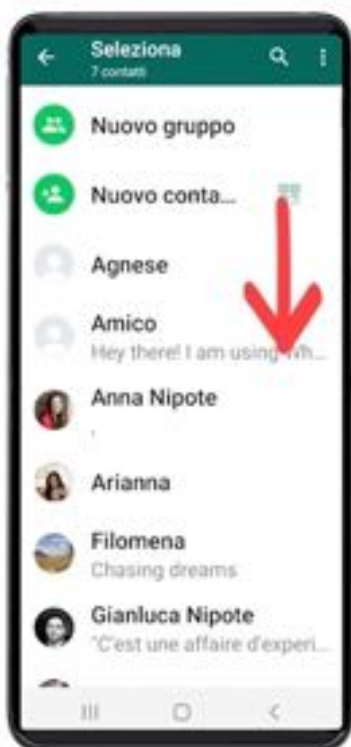 Seleziona
7 contatti
Nuovo gruppo
Nuovo conta...
Agnese
Amico
Hey there! I am using Wh...
Anna Nipote
.
Arianna
Filomena
Chasing dreams
Gianluca Nipote
"C'est une affaire d'experi...